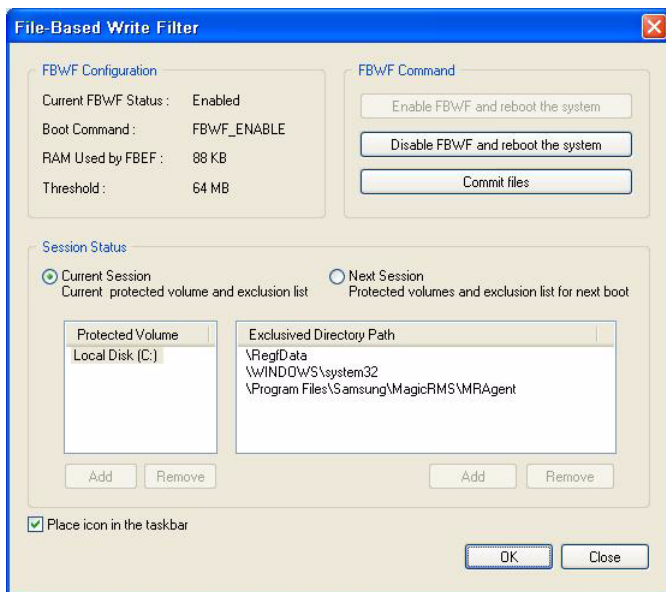 File-Based Write Filter
FBWF Configuration
Current FBWF Status : Enabled
Boot Command : FBWF_ENABLE
RAM Used by FBEF : 88 KB
Threshold : 64 MB
FBWF Command
Enable FBWF and reboot the system
Disable FBWF and reboot the system
Commit files
Session Status
Current Session
Current protected volume and exclusion list
Next Session
Protected volumes and exclusion list for next boot
Protected Volume
Local Disk (C:)
Exclusived Directory Path
\RegfData
\WINDOWS\system32
\Program Files\Samsung\MagicRMS\MRAgent
Add Remove
Add Remove
Place icon in the taskbar
OK Close